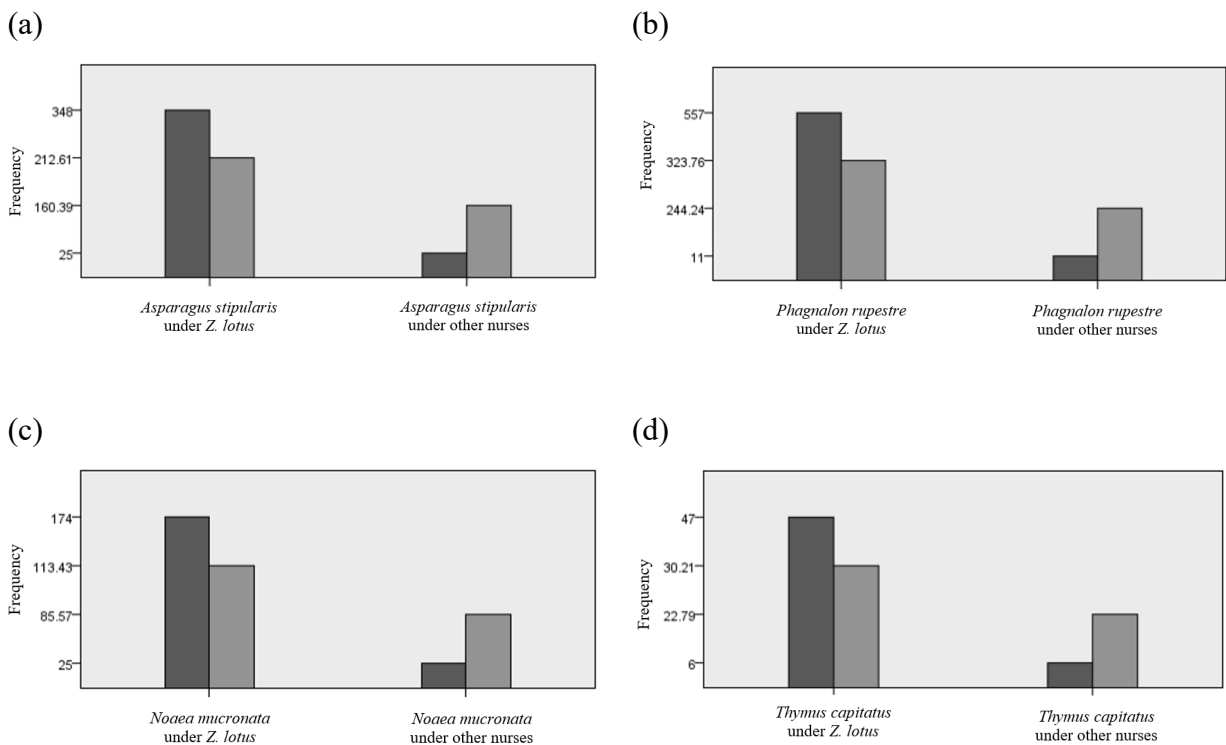 (a)
Frequency
348
212.61
160.39
25
Asparagus stipularis
under Z. lotus
Asparagus stipularis
under other nurses
(b)
Frequency
557
323.76
244.24
11
Phagnalon rupestre
under Z. lotus
Phagnalon rupestre
under other nurses
(c)
Frequency
174
113.43
85.57
25
Noaea mucronata
under Z. lotus
Noaea mucronata
under other nurses
(d)
Frequency
47
30.21
22.79
6
Thymus capitatus
under Z. lotus
Thymus capitatus
under other nurses